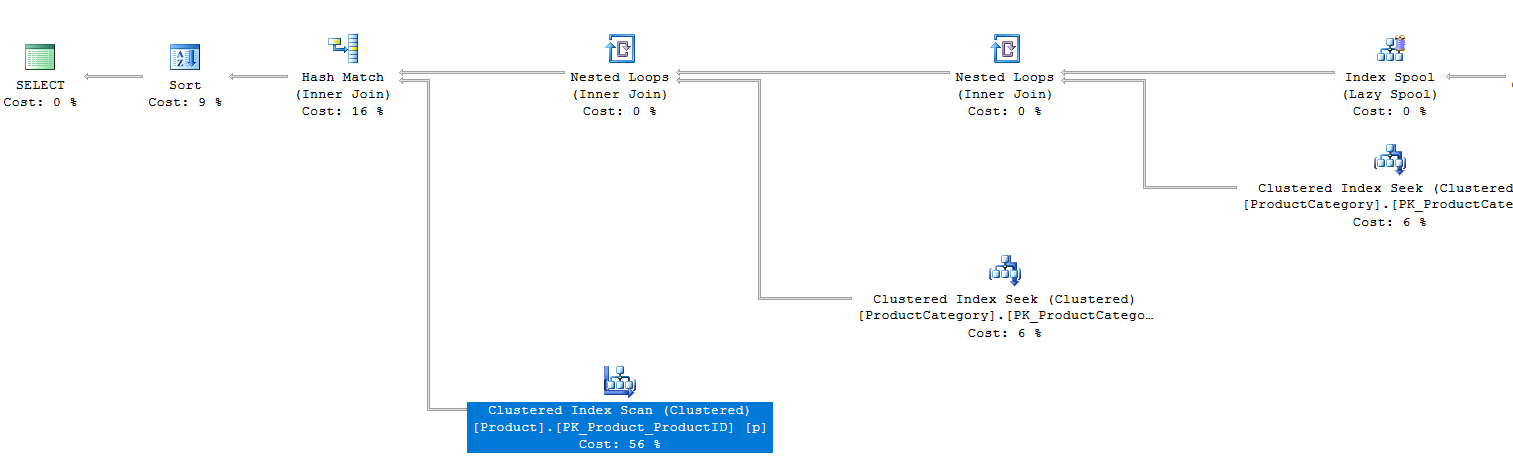 SELECT
Cost: 0 %
Sort
Cost: 9 %
Hash Match
(Inner Join)
Cost: 16 %
Nested Loops
(Inner Join)
Cost: 0 %
Nested Loops
(Inner Join)
Cost: 0 %
Index Spool
(Lazy Spool)
Cost: 0 %
Clustered Index Seek (Clustered
[ProductCategory].[PK_ProductCate
Cost: 6 %
Clustered Index Seek (Clustered)
[ProductCategory].[PK_ProductCatego…
Cost: 6 %
Clustered Index Scan (Clustered)
[Product].[PK_Product_ProductID] [p]
Cost: 56 %